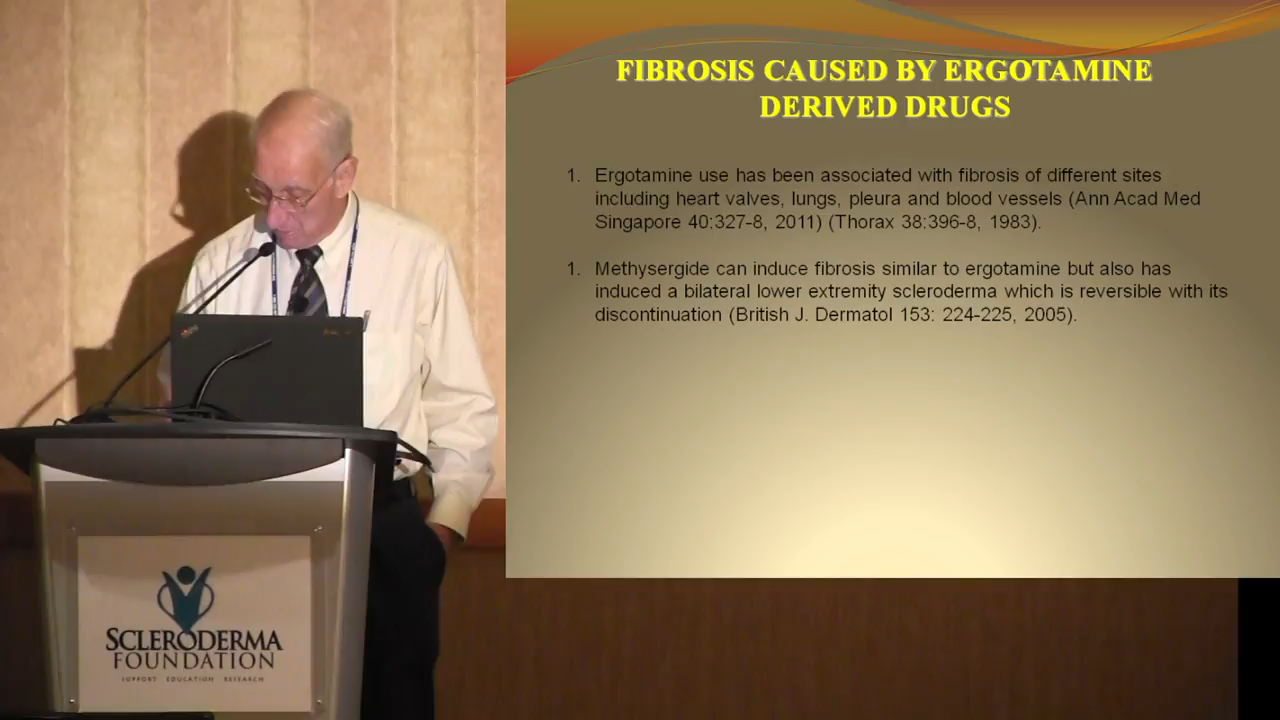 FIBROSIS CAUSED BY ERGOTAMINE
DERIVED DRUGS
1. Ergotamine use has been associated with fibrosis of different sites
including heart valves, lungs, pleura and blood vessels (Ann Acad Med
Singapore 40:327-8, 2011) (Thorax 38:396-8, 1983).
1. Methysergide can induce fibrosis similar to ergotamine but also has
induced a bilateral lower extremity scleroderma which is reversible with its
discontinuation (British J. Dermatol 153: 224-225, 2005).
SCLERODERMA
FOUNDATION
SUPPORT EDUCATION RESEARCH